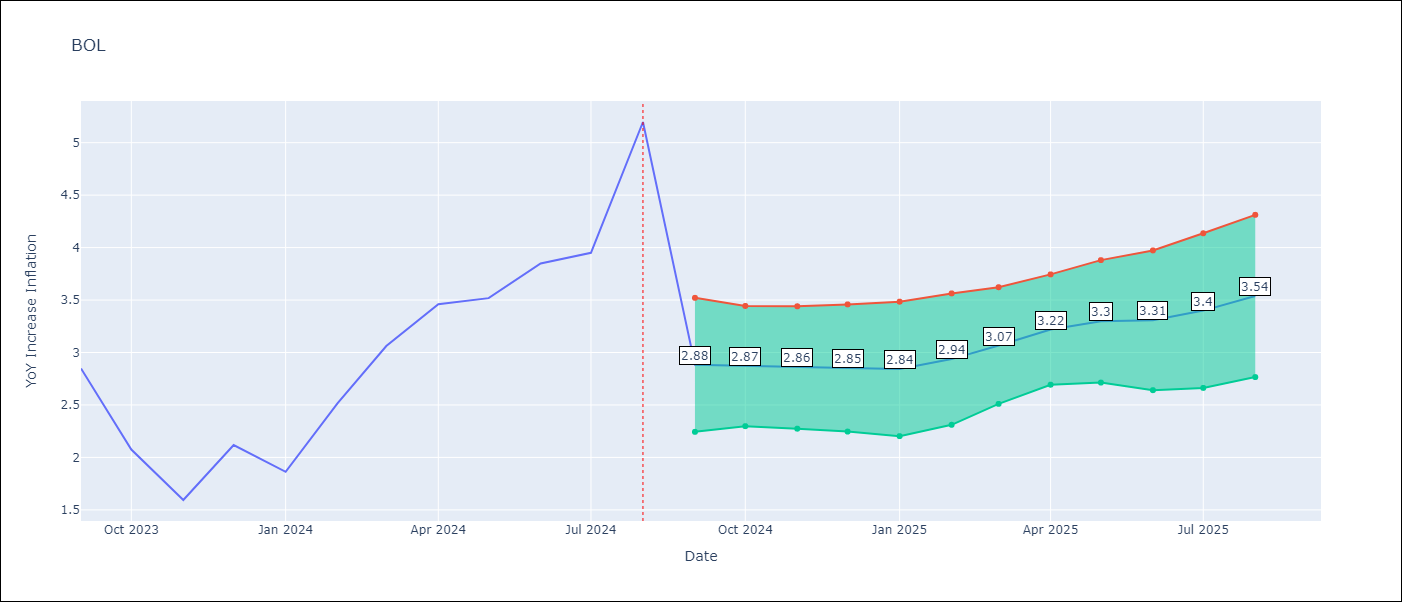 BOL
YoY Increase Inflation
5
4.5
4
3.5
3
2.5
2
1.5
2.88
2.87
2.86
2.85
2.84
2.94
3.07
3.22
3.3
3.31
3.4
3.54
Oct 2023
Jan 2024
Apr 2024
Jul 2024
Oct 2024
Jan 2025
Apr 2025
Jul 2025
Date